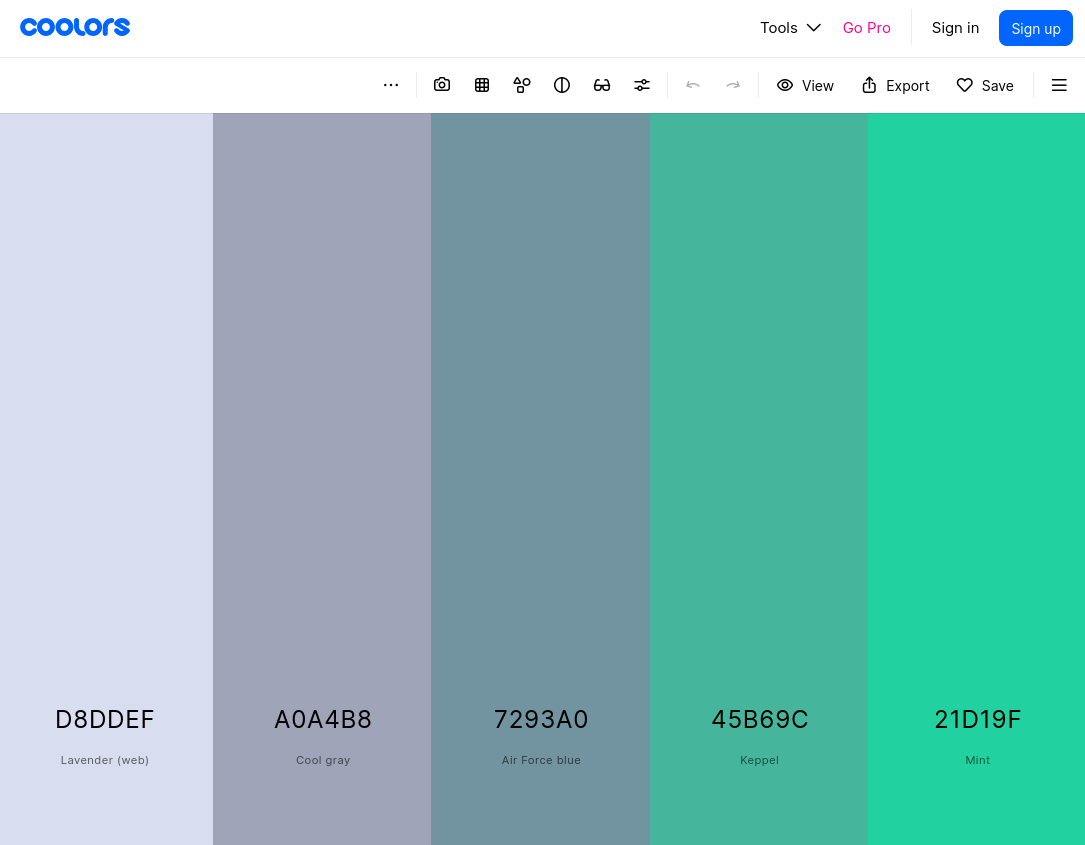 coolors
Tools Go Pro Sign in Sign up
View Export Save
D8DDEF A0A4B8 7293A0 45B69C 21D19F
Lavender (web) Cool gray Air Force blue Keppel Mint